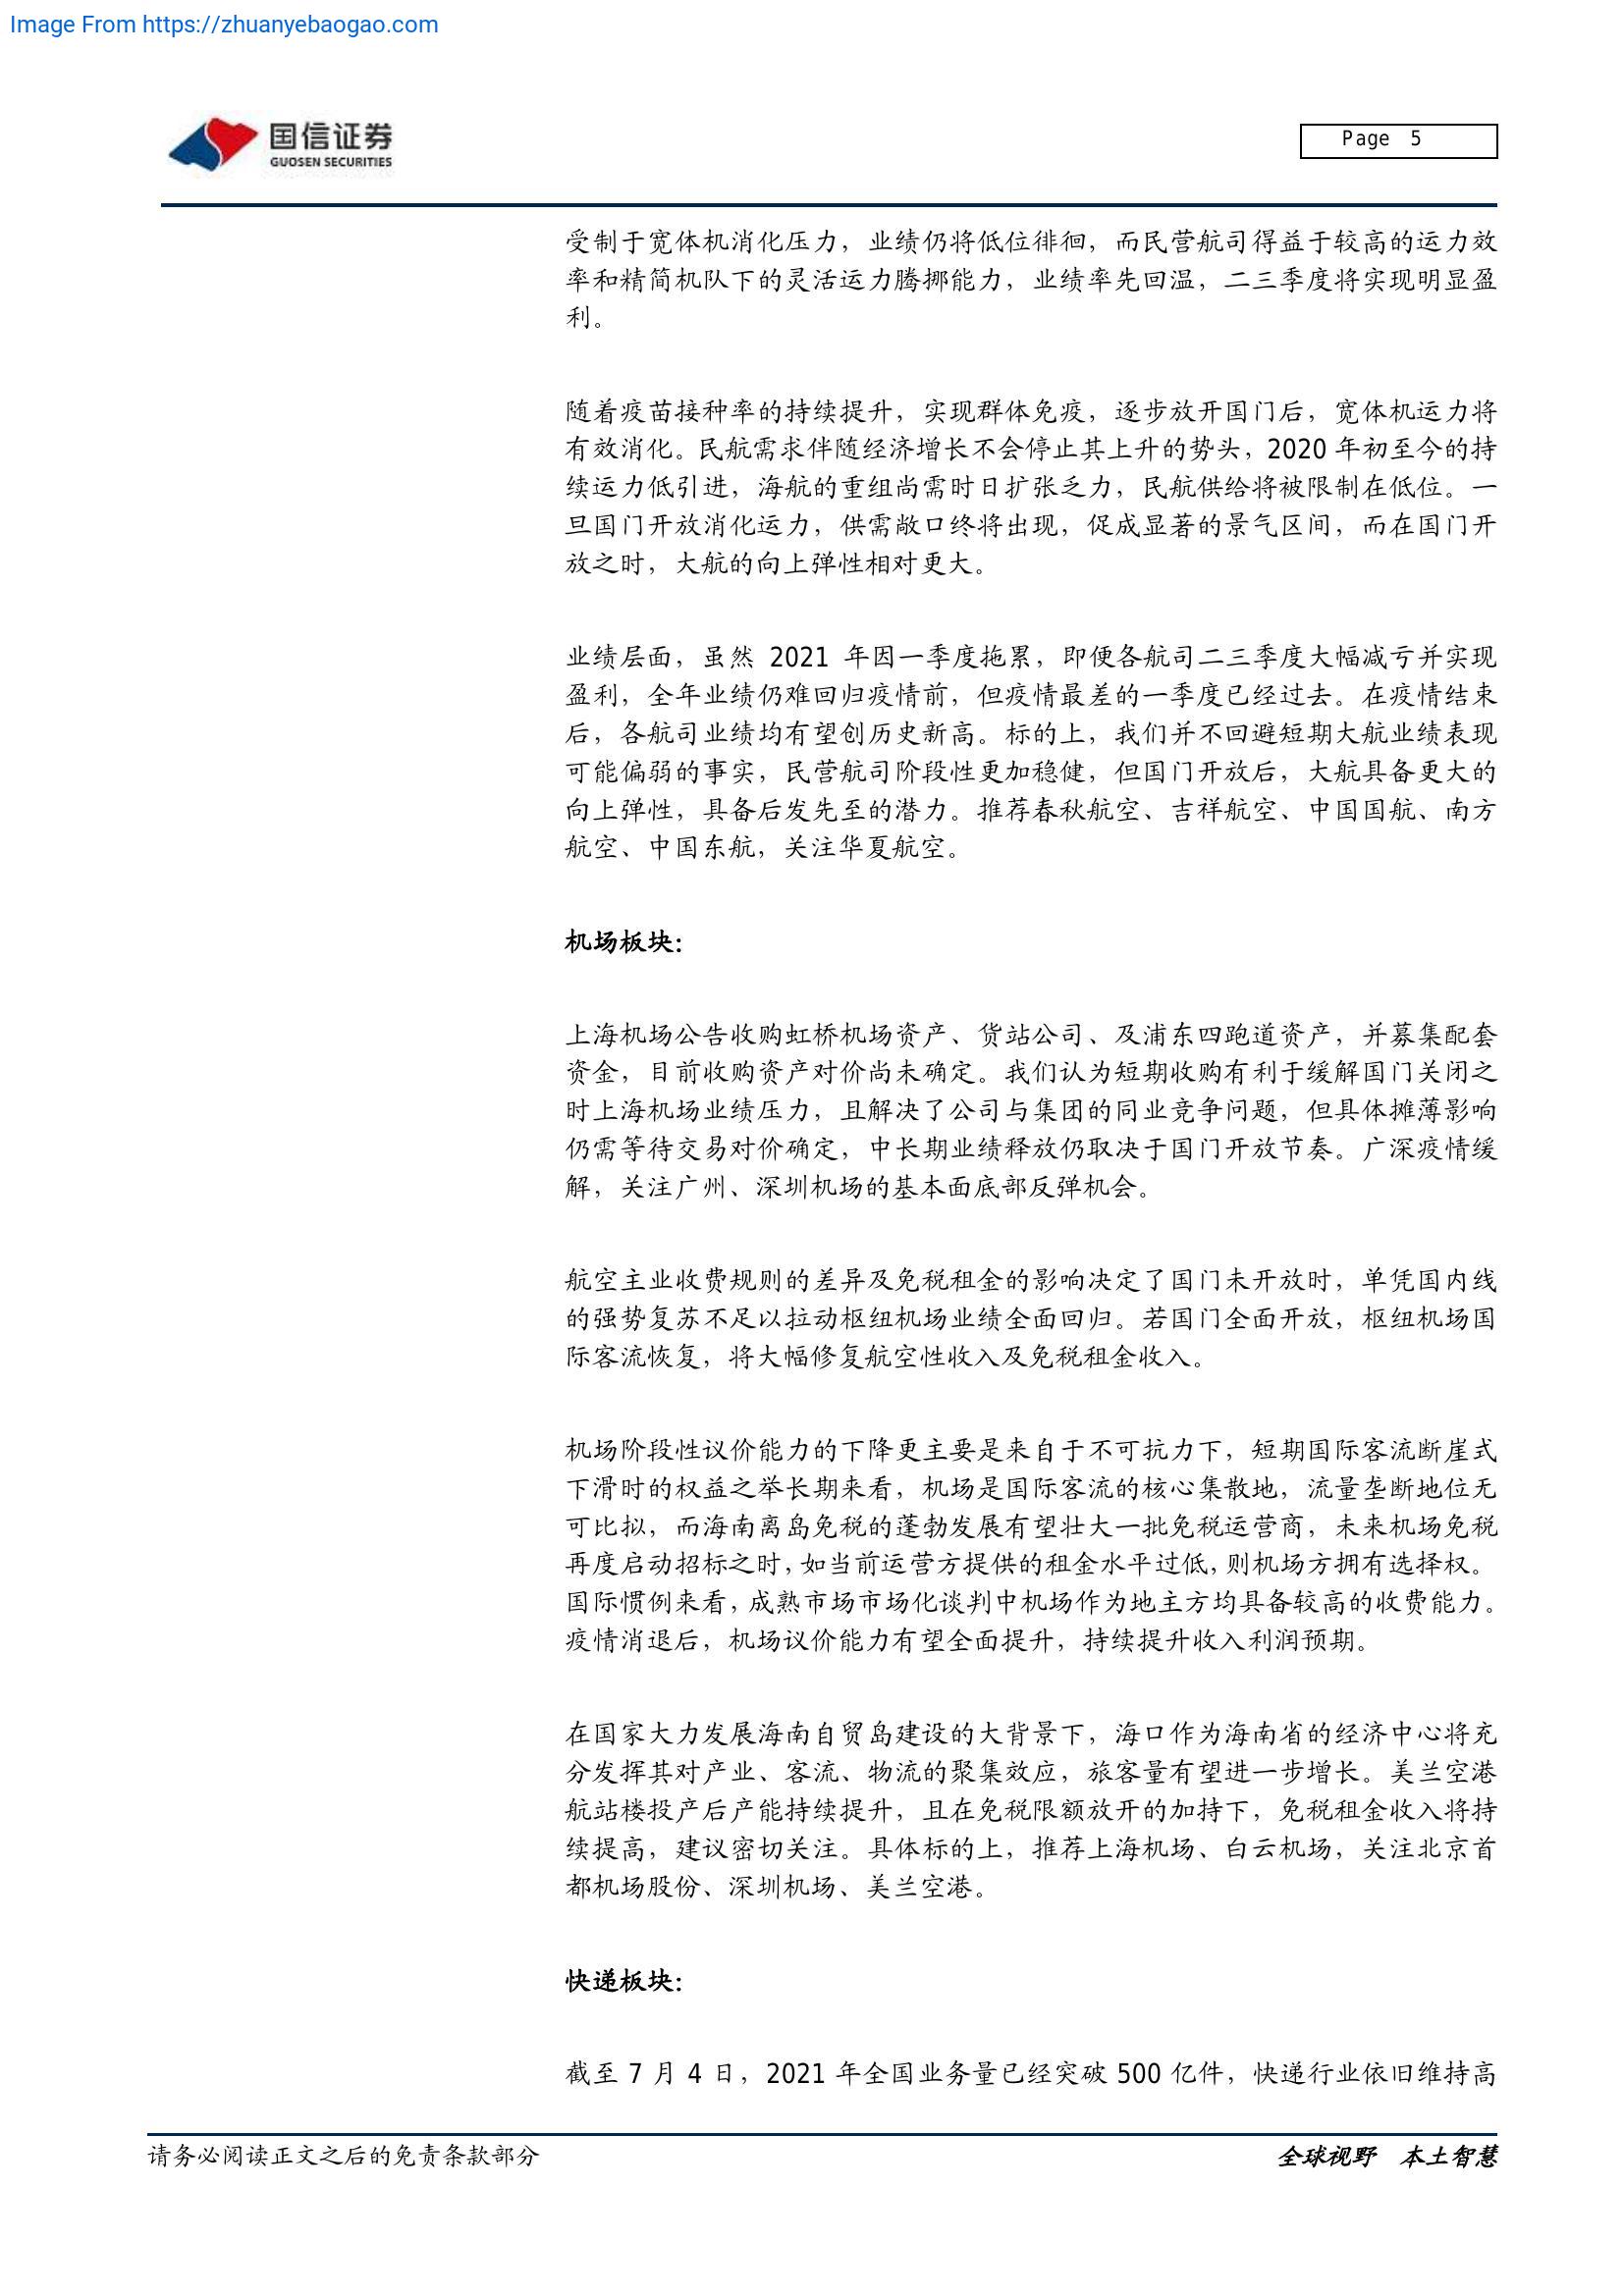 Image From https://zhuanyebaogao.com
国信证券
GUOSEN SECURITIES
Page 5
受制于宽体机消化压力，业绩仍将低位徘徊，而民营航司得益于较高的运力效
率和精简机队下的灵活运力腾挪能力，业绩率先回温，二三季度将实现明显盈
利。
随着疫苗接种率的持续提升，实现群体免疫，逐步放开国门后，宽体机运力将
有效消化。民航需求伴随经济增长不会停止其上升的势头，2020 年初至今的持
续运力低引进，海航的重组尚需时日扩张乏力，民航供给将被限制在低位。一
旦国门开放消化运力，供需敞口终将出现，促成显著的景气区间，而在国门开
放之时，大航的向上弹性相对更大。
业绩层面，虽然 2021 年因一季度拖累，即便各航司二三季度大幅减亏并实现
盈利，全年业绩仍难回归疫情前，但疫情最差的一季度已经过去。在疫情结束
后，各航司业绩均有望创历史新高。标的上，我们并不回避短期大航业绩表现
可能偏弱的事实，民营航司阶段性更加稳健，但国门开放后，大航具备更大的
向上弹性，具备后发先至的潜力。推荐春秋航空、吉祥航空、中国国航、南方
航空、中国东航，关注华夏航空。
机场板块：
上海机场公告收购虹桥机场资产、货站公司、及浦东四跑道资产，并募集配套
资金，目前收购资产对价尚未确定。我们认为短期收购有利于缓解国门关闭之
时上海机场业绩压力，且解决了公司与集团的同业竞争问题，但具体摊薄影响
仍需等待交易对价确定，中长期业绩释放仍取决于国门开放节奏。广深疫情缓
解，关注广州、深圳机场的基本面底部反弹机会。
航空主业收费规则的差异及免税租金的影响决定了国门未开放时，单凭国内线
的强势复苏不足以拉动枢纽机场业绩全面回归。若国门全面开放，枢纽机场国
际客流恢复，将大幅修复航空性收入及免税租金收入。
机场阶段性议价能力的下降更主要是来自于不可抗力下，短期国际客流断崖式
下滑时的权益之举长期来看，机场是国际客流的核心集散地，流量垄断地位无
可比拟，而海南离岛免税的蓬勃发展有望壮大一批免税运营商，未来机场免税
再度启动招标之时，如当前运营方提供的租金水平过低，则机场方拥有选择权。
国际惯例来看，成熟市场市场化谈判中机场作为地主方均具备较高的收费能力。
疫情消退后，机场议价能力有望全面提升，持续提升收入利润预期。
在国家大力发展海南自贸岛建设的大背景下，海口作为海南省的经济中心将充
分发挥其对产业、客流、物流的聚集效应，旅客量有望进一步增长。美兰空港
航站楼投产后产能持续提升，且在免税限额放开的加持下，免税租金收入将持
续提高，建议密切关注。具体标的上，推荐上海机场、白云机场，关注北京首
都机场股份、深圳机场、美兰空港。
快递板块：
截至 7 月 4 日，2021 年全国业务量已经突破 500 亿件，快递行业依旧维持高
请务必阅读正文之后的免责条款部分
全球视野 本土智慧